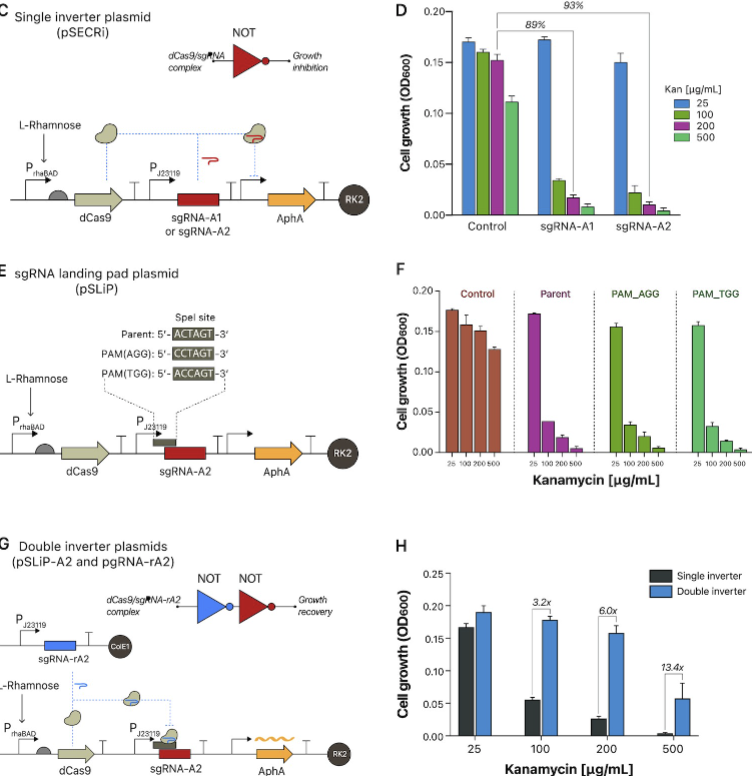 C
Single inverter plasmid
(pSECRi)
NOT
dCas9/sgRNA
complex
Growth
inhibition
L-Rhamnose
PrhaBAD
PJ23119
dCas9
sgRNA-A1
or sgRNA-A2
AphA
RK2
D
93%
89%
Cell growth (OD600)
0.20
0.15
0.10
0.05
0.00
Control
sgRNA-A1
sgRNA-A2
Kan [µg/mL]
25
100
200
500
E
sgRNA landing pad plasmid
(pSLiP)
SpeI site
Parent: 5′- ACTAGT -3′
PAM(AGG): 5′- CCTAGT -3′
PAM(TGG): 5′- ACCAGT -3′
L-Rhamnose
PrhaBAD
PJ23119
dCas9
sgRNA-A2
AphA
RK2
F
Control
Parent
PAM_AGG
PAM_TGG
Cell growth (OD600)
0.20
0.15
0.10
0.05
0.00
25 100 200 500
25 100 200 500
25 100 200 500
25 100 200 500
Kanamycin [µg/mL]
G
Double inverter plasmids
(pSLiP-A2 and pgRNA-rA2)
NOT NOT
dCas9/sgRNA-rA2
complex
Growth
recovery
PJ23119
sgRNA-rA2
ColE1
L-Rhamnose
PrhaBAD
PJ23119
dCas9
sgRNA-A2
AphA
RK2
H
Single inverter
Double inverter
Cell growth (OD600)
0.25
0.20
0.15
0.10
0.05
0.00
3.2x
6.0x
13.4x
25
100
200
500
Kanamycin [µg/mL]